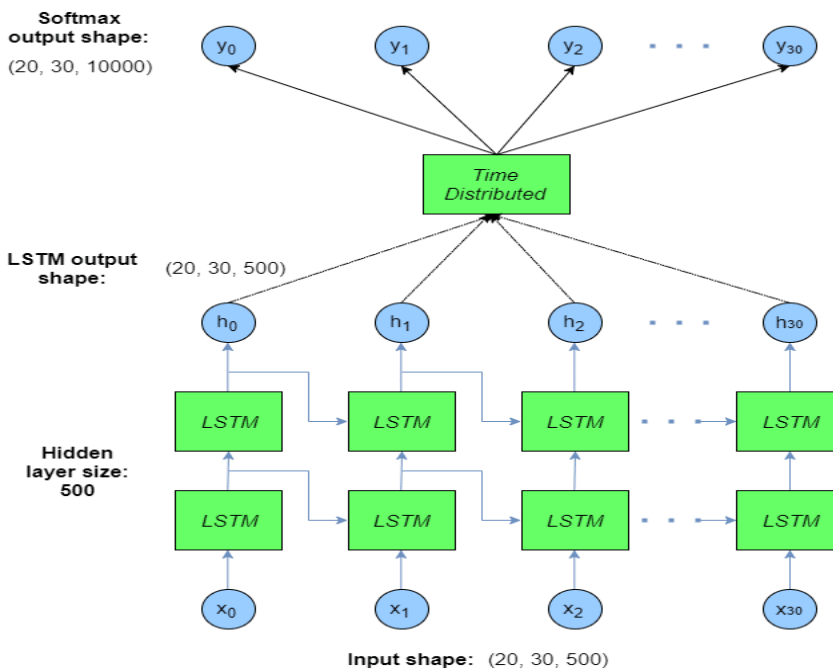 Softmax
output shape:
(20, 30, 10000)
y0 y1 y2 y30
Time
Distributed
LSTM output
shape:
(20, 30, 500)
h0 h1 h2 h30
LSTM LSTM LSTM LSTM
Hidden
layer size:
500
LSTM LSTM LSTM LSTM
x0 x1 x2 x30
Input shape: (20, 30, 500)